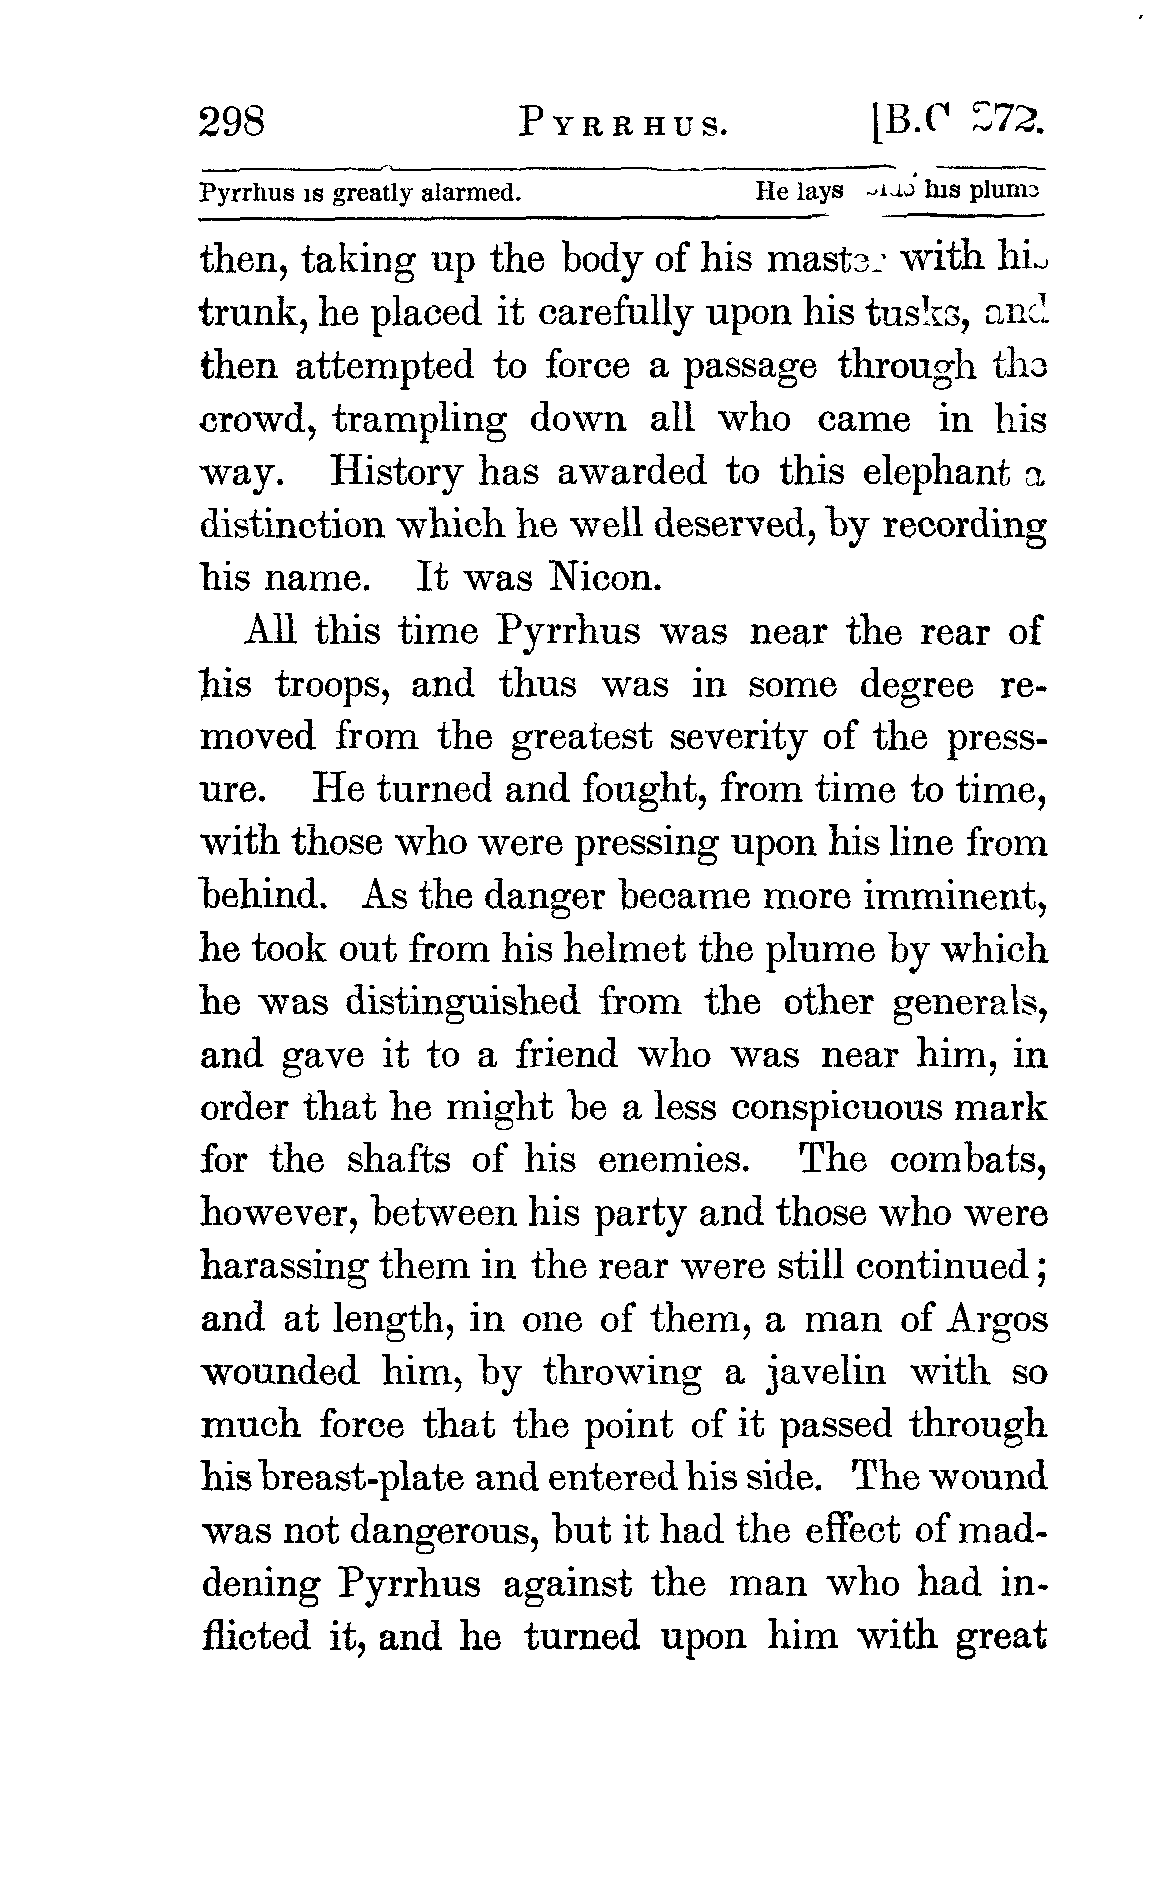 298 PYRRHUS. [B.C 272.
Pyrrhus is greatly alarmed. He lays his plume
then, taking up the body of his master with his
trunk, he placed it carefully upon his tusks, and
then attempted to force a passage through the
crowd, trampling down all who came in his
way. History has awarded to this elephant a
distinction which he well deserved, by recording
his name. It was Nicon.
All this time Pyrrhus was near the rear of
his troops, and thus was in some degree re-
moved from the greatest severity of the press-
ure. He turned and fought, from time to time,
with those who were pressing upon his line from
behind. As the danger became more imminent,
he took out from his helmet the plume by which
he was distinguished from the other generals,
and gave it to a friend who was near him, in
order that he might be a less conspicuous mark
for the shafts of his enemies. The combats,
however, between his party and those who were
harassing them in the rear were still continued;
and at length, in one of them, a man of Argos
wounded him, by throwing a javelin with so
much force that the point of it passed through
his breast-plate and entered his side. The wound
was not dangerous, but it had the effect of mad-
dening Pyrrhus against the man who had in-
flicted it, and he turned upon him with great